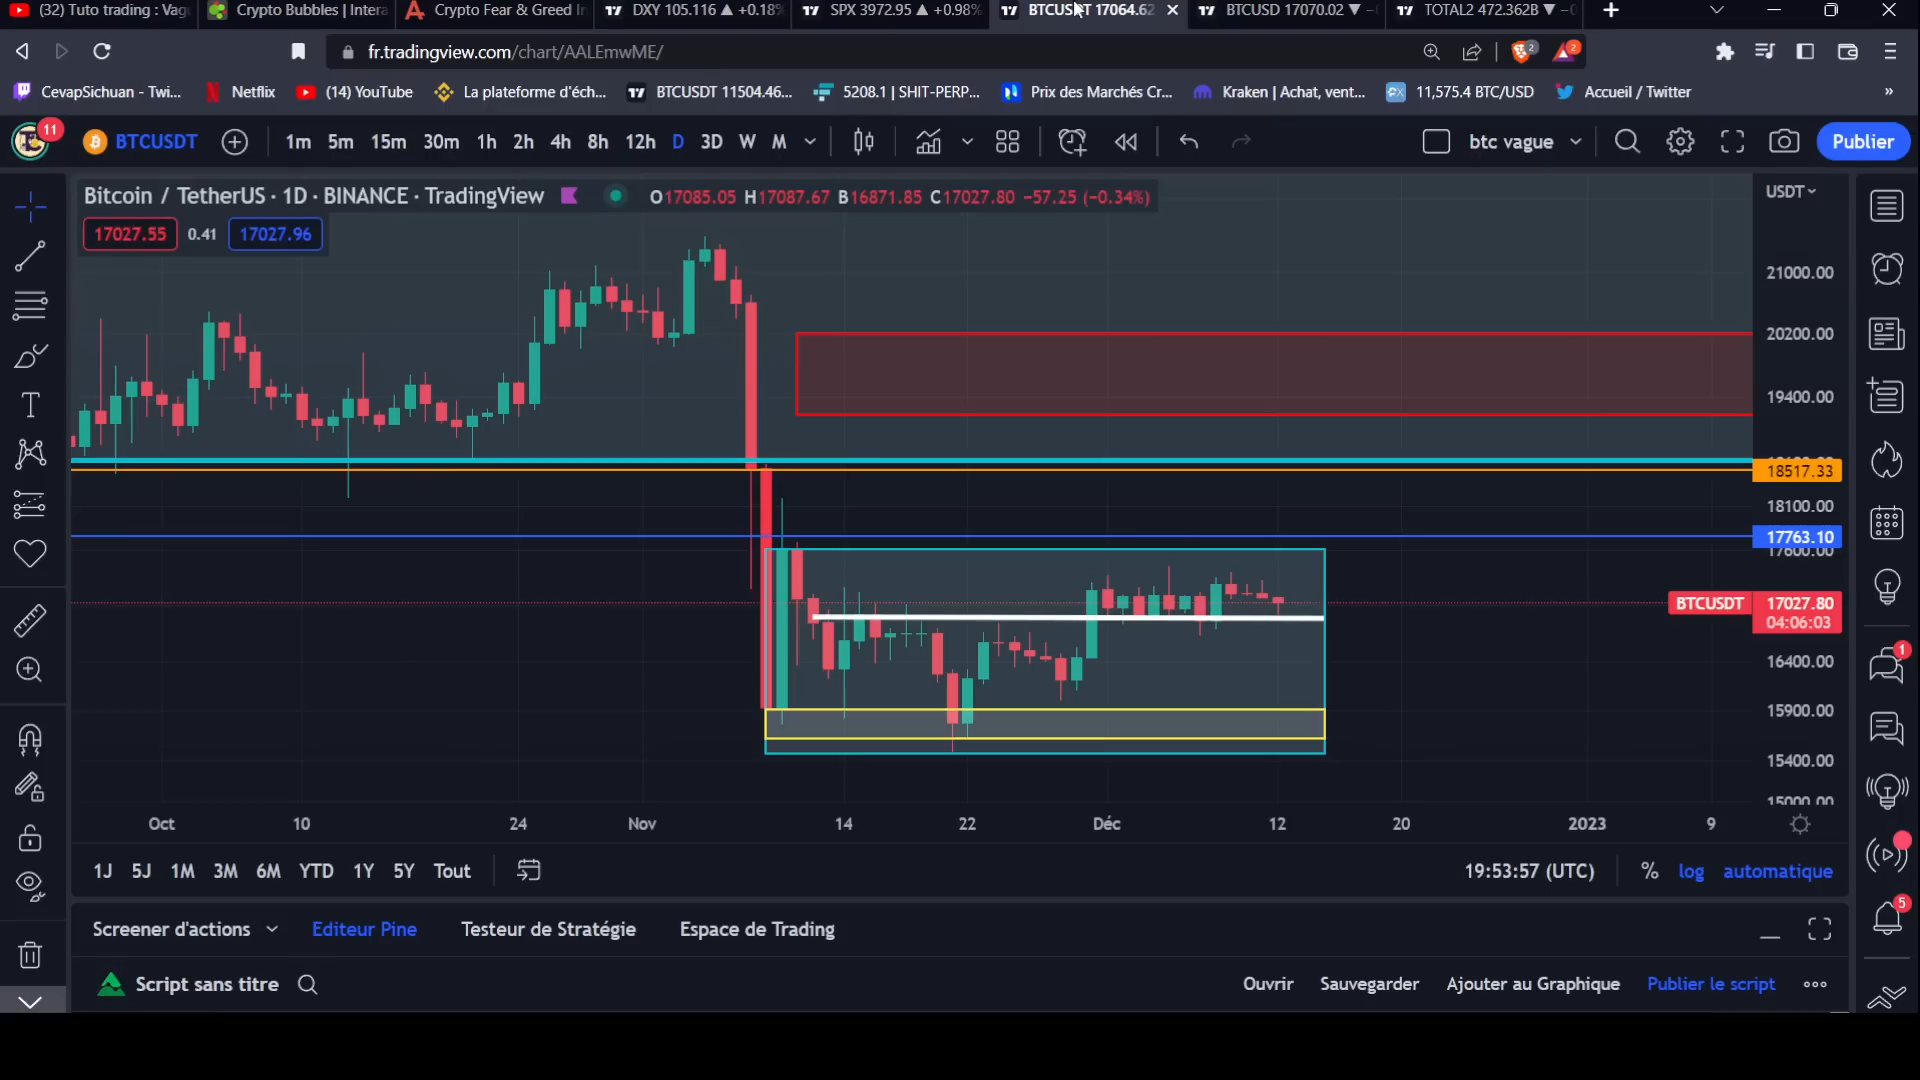 (32) Tuto trading : Vag
Crypto Bubbles | Intera
Crypto Fear & Greed In
DXY 105.116 ▲ +0.18%
SPX 3972.95 ▲ +0.98%
BTCUSDT 17064.62
BTCUSD 17070.02 ▼
TOTAL2 472.362B ▼
fr.tradingview.com/chart/AALEmwME/
2
2
CevapSichuan - Twi...
Netflix
(14) YouTube
La plateforme d'éch...
BTCUSDT 11504.46...
5208.1 | SHIT-PERP...
Prix des Marchés Cr...
Kraken | Achat, vent...
11,575.4 BTC/USD
Accueil / Twitter
»
11
BTCUSDT
1m 5m 15m 30m 1h 2h 4h 8h 12h D 3D W M
btc vague
Publier
Bitcoin / TetherUS · 1D · BINANCE · TradingView
O17085.05 H17087.67 B16871.85 C17027.80 −57.25 (−0.34%)
USDT
17027.55 0.41 17027.96
21000.00
20200.00
19400.00
18517.33
18100.00
17763.10
17600.00
BTCUSDT 17027.80
04:06:03
16400.00
15900.00
15400.00
15000.00
Oct 10 24 Nov 14 22 Déc 12 20 2023 9
1J 5J 1M 3M 6M YTD 1Y 5Y Tout
19:53:57 (UTC) % log automatique
1
5
Screener d'actions Editeur Pine Testeur de Stratégie Espace de Trading
Script sans titre
Ouvrir Sauvegarder Ajouter au Graphique Publier le script